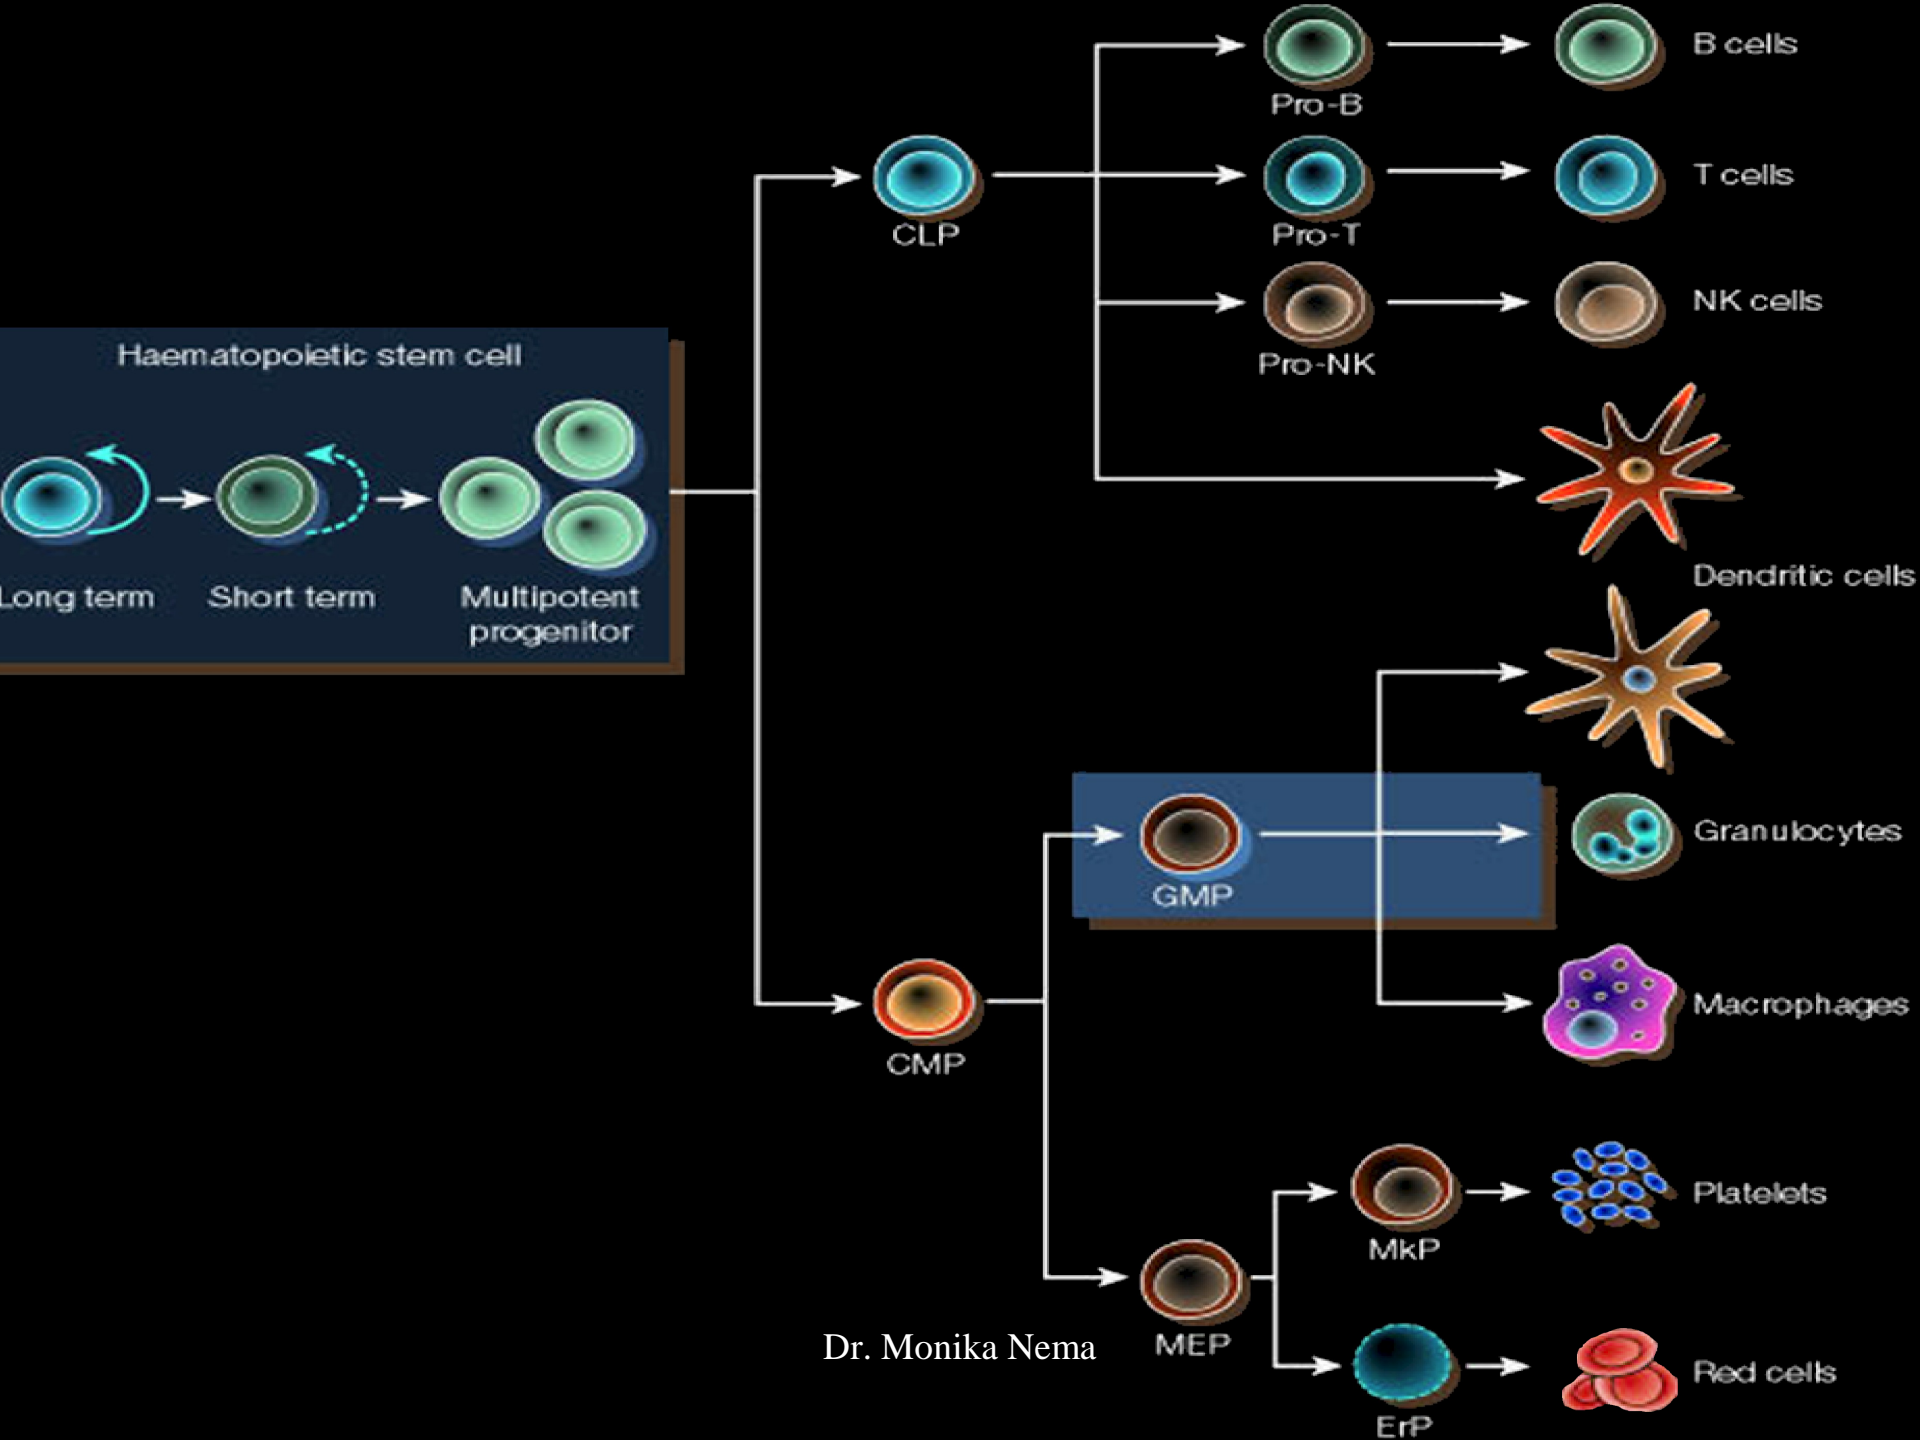 B cells
Pro-B
T cells
CLP
Pro-T
NK cells
Pro-NK
Haematopoietic stem cell
Long term
Short term
Multipotent
progenitor
Dendritic cells
Granulocytes
GMP
Macrophages
CMP
Platelets
MkP
MEP
Dr. Monika Nema
Red cells
ErP